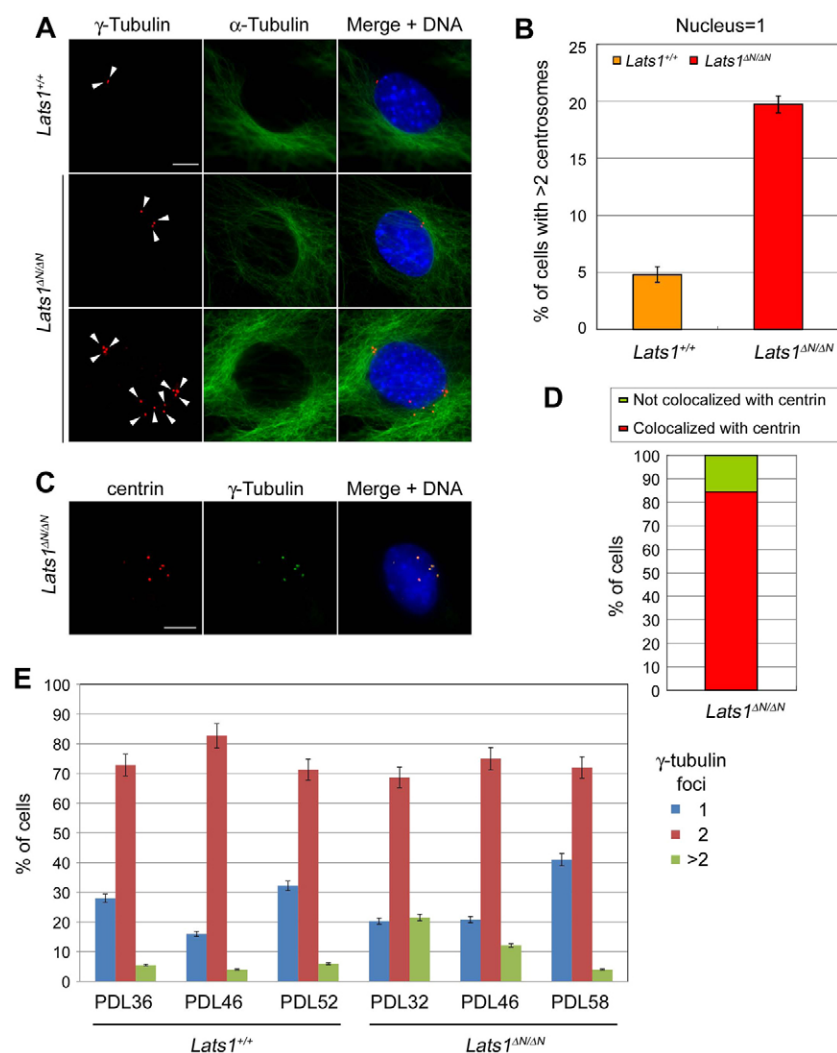 A
γ-Tubulin
α-Tubulin
Merge + DNA
Lats1+/+
Lats1ΔN/ΔN
B
Nucleus=1
% of cells with >2 centrosomes
25
20
15
10
5
0
Lats1+/+
Lats1ΔN/ΔN
Lats1+/+
Lats1ΔN/ΔN
C
centrin
γ-Tubulin
Merge + DNA
Lats1ΔN/ΔN
D
Not colocalized with centrin
Colocalized with centrin
% of cells
100
90
80
70
60
50
40
30
20
10
0
Lats1ΔN/ΔN
E
% of cells
100
90
80
70
60
50
40
30
20
10
0
PDL36
PDL46
PDL52
PDL32
PDL46
PDL58
Lats1+/+
Lats1ΔN/ΔN
γ-tubulin
foci
1
2
>2